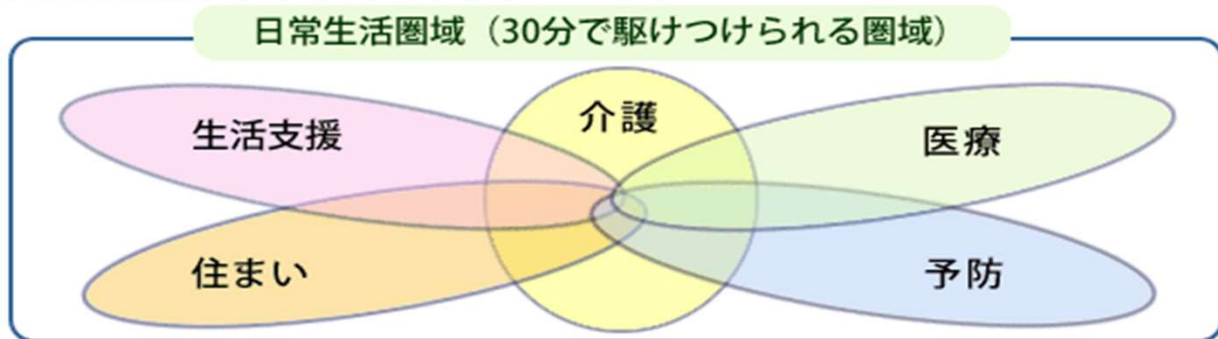 日常生活圏域（30分で駆けつけられる圏域）
生活支援
介護
医療
住まい
予防